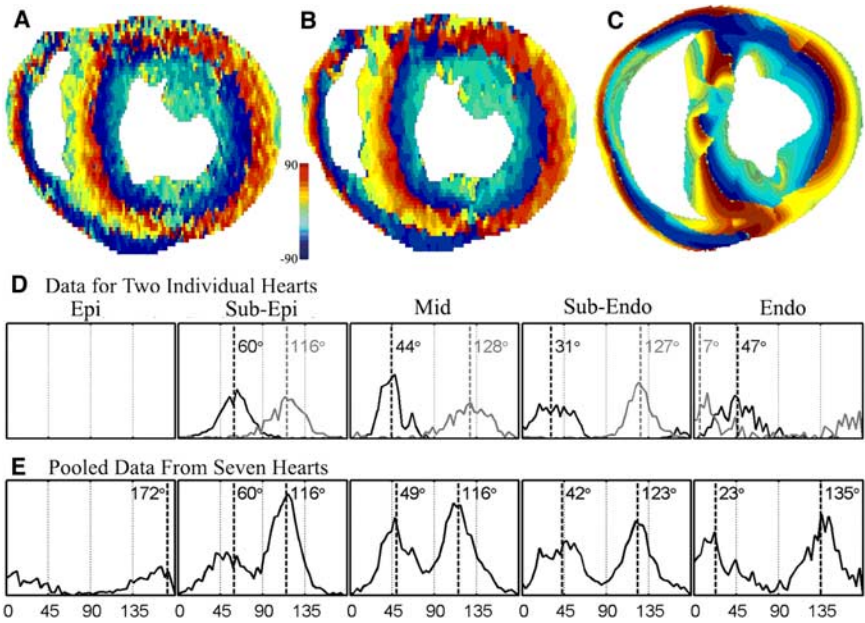 A B C
90
-90
D Data for Two Individual Hearts
Epi Sub-Epi Mid Sub-Endo Endo
60° 116° 44° 128° 31° 127° 7° 47°
E Pooled Data From Seven Hearts
172° 60° 116° 49° 116° 42° 123° 23° 135°
0 45 90 135 0 45 90 135 0 45 90 135 0 45 90 135 0 45 90 135